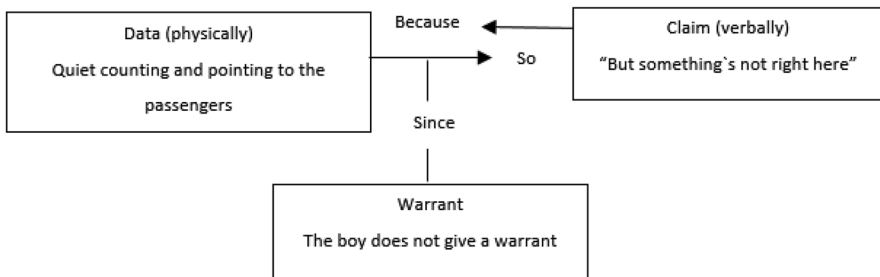 Data (physically)
Quiet counting and pointing to the
passengers
Because
So
Since
Claim (verbally)
“But something`s not right here”
Warrant
The boy does not give a warrant